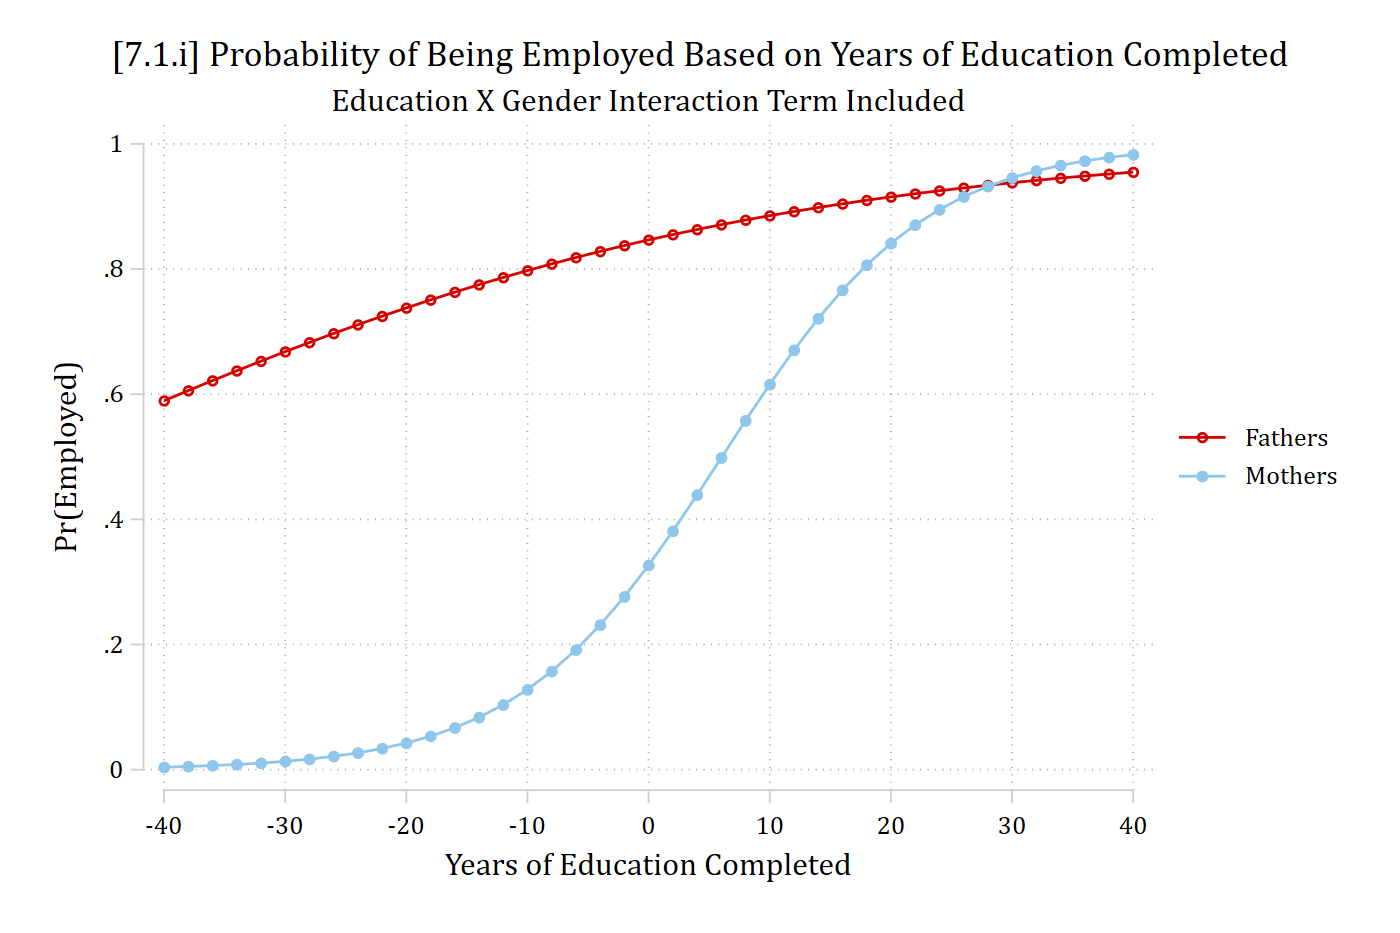 [7.1.i] Probability of Being Employed Based on Years of Education Completed
Education X Gender Interaction Term Included
Pr(Employed)
1
.8
.6
.4
.2
0
-40 -30 -20 -10 0 10 20 30 40
Years of Education Completed
Fathers
Mothers